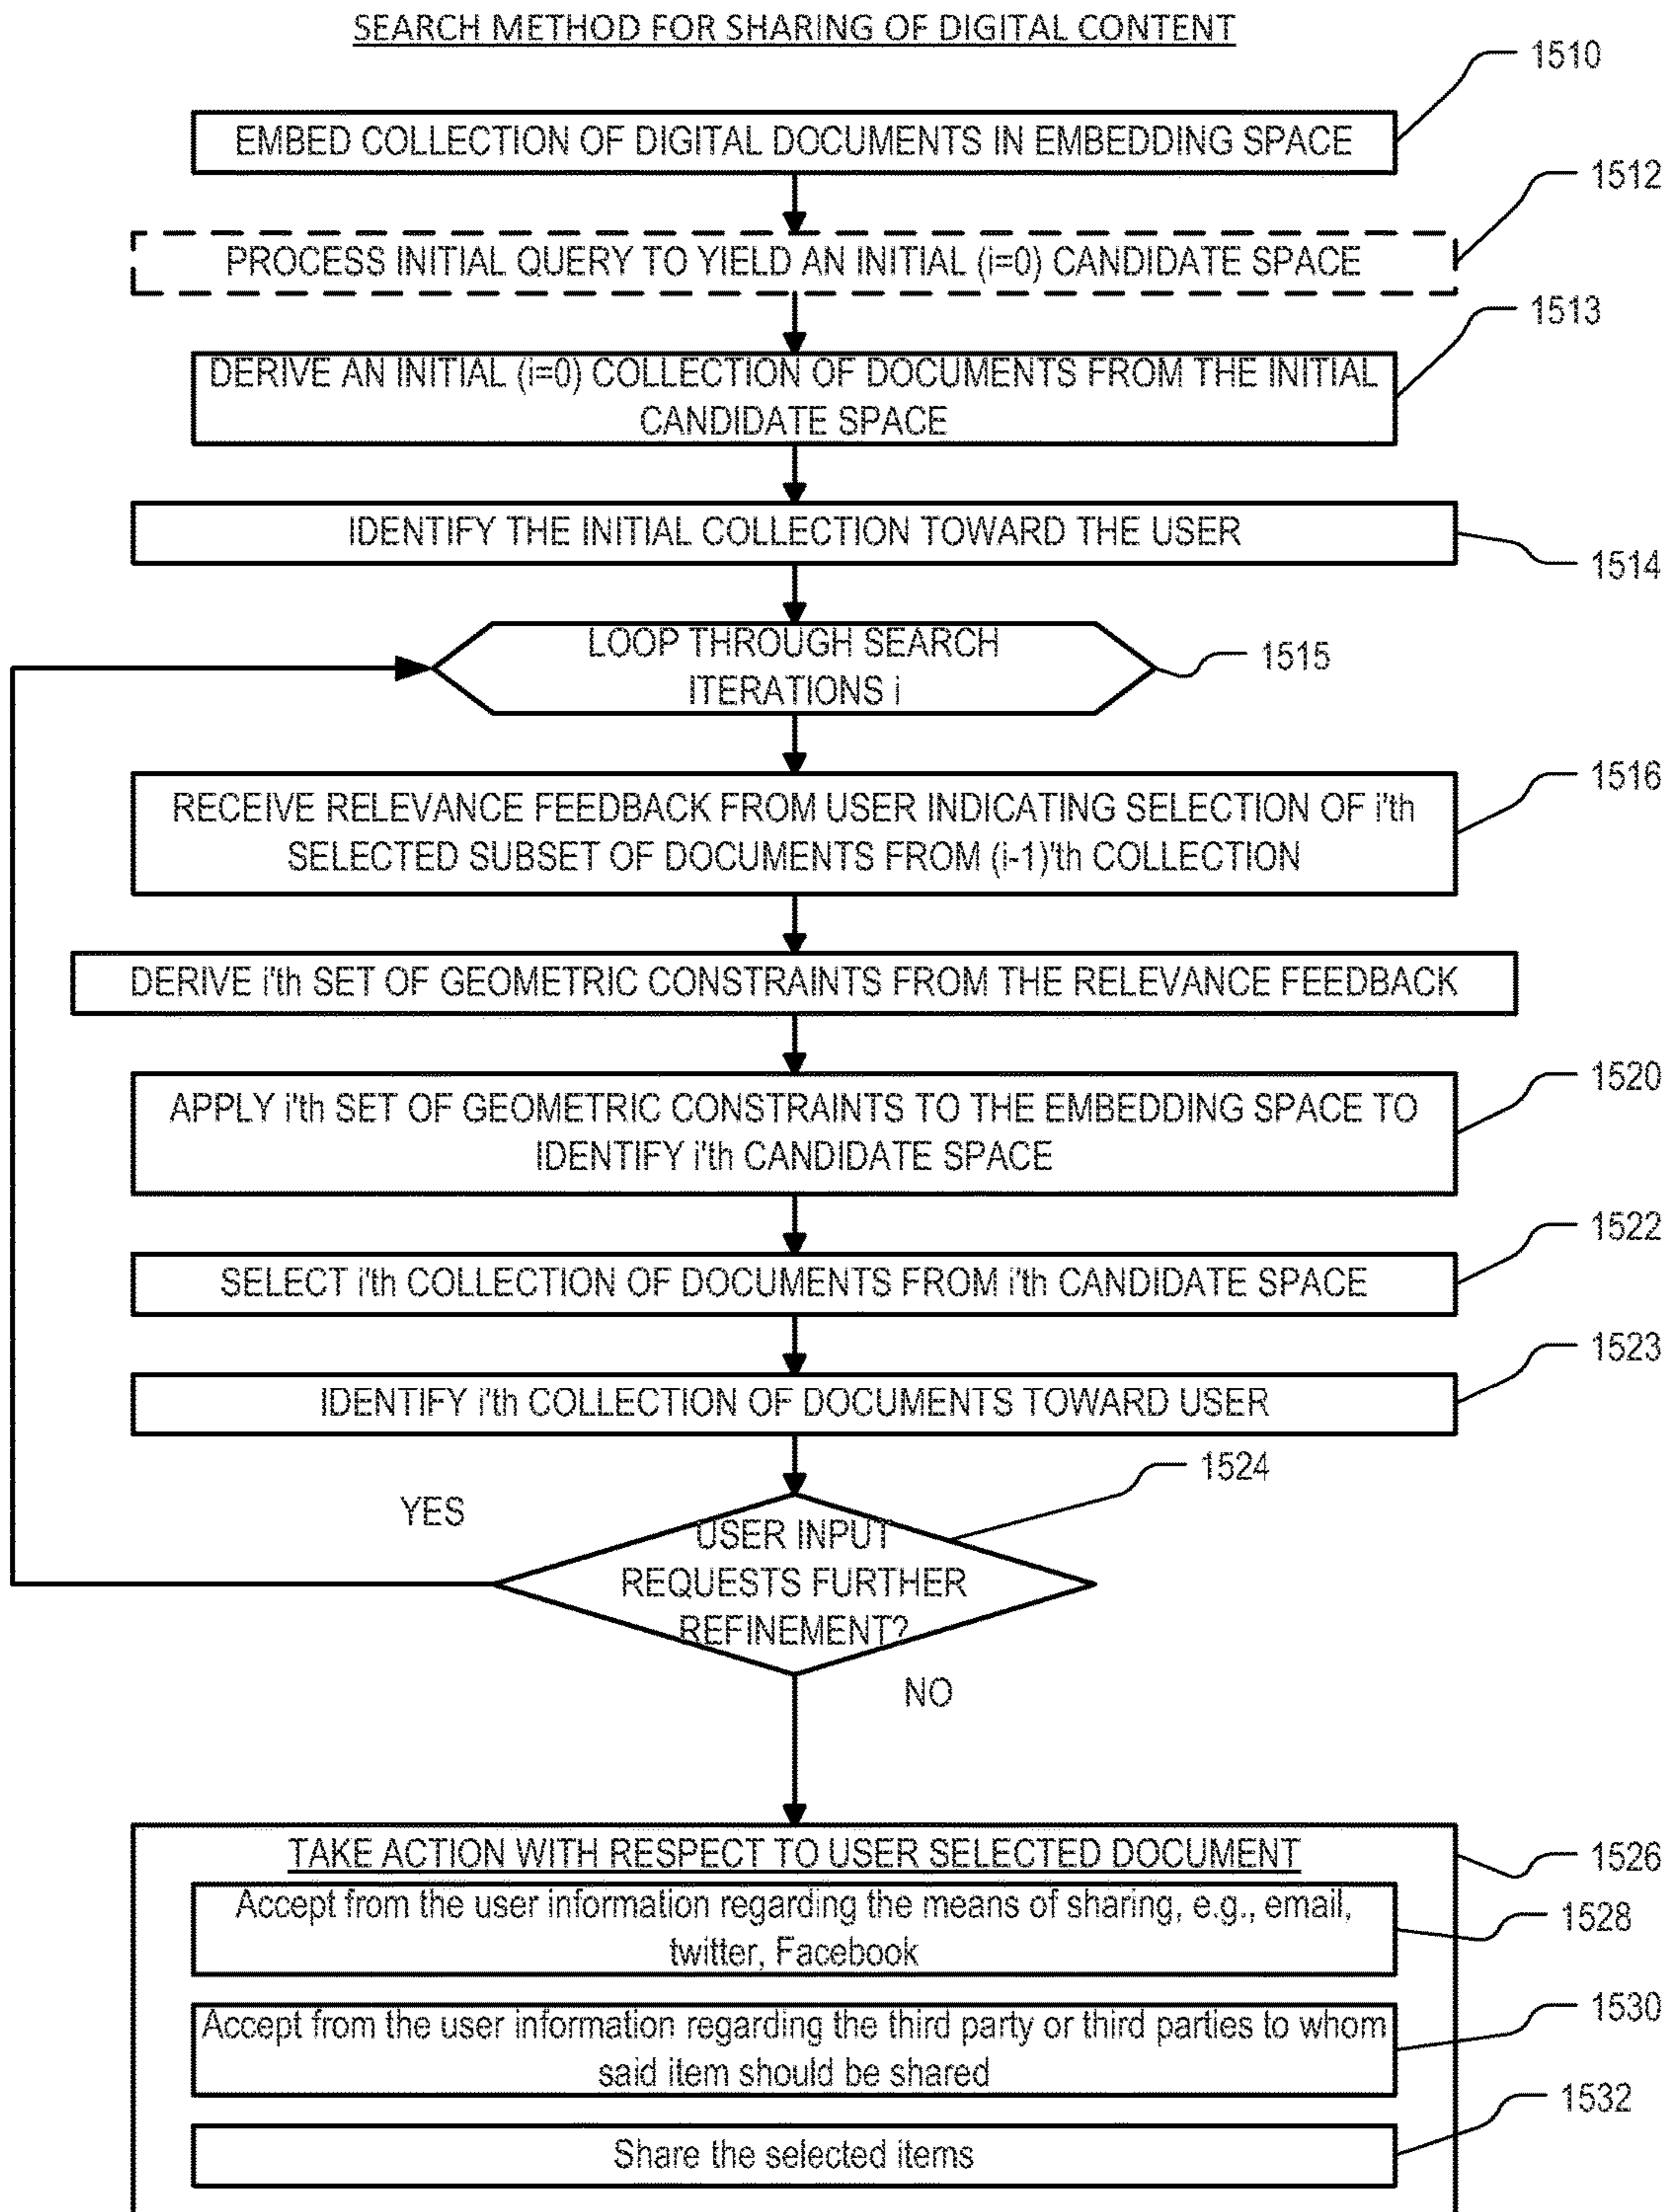 SEARCH METHOD FOR SHARING OF DIGITAL CONTENT
1510
EMBED COLLECTION OF DIGITAL DOCUMENTS IN EMBEDDING SPACE
1512
PROCESS INITIAL QUERY TO YIELD AN INITIAL (i=0) CANDIDATE SPACE
1513
DERIVE AN INITIAL (i=0) COLLECTION OF DOCUMENTS FROM THE INITIAL
CANDIDATE SPACE
IDENTIFY THE INITIAL COLLECTION TOWARD THE USER
1514
LOOP THROUGH SEARCH
ITERATIONS i
1515
1516
RECEIVE RELEVANCE FEEDBACK FROM USER INDICATING SELECTION OF i'th
SELECTED SUBSET OF DOCUMENTS FROM (i-1)'th COLLECTION
DERIVE i'th SET OF GEOMETRIC CONSTRAINTS FROM THE RELEVANCE FEEDBACK
1520
APPLY i'th SET OF GEOMETRIC CONSTRAINTS TO THE EMBEDDING SPACE TO
IDENTIFY i'th CANDIDATE SPACE
1522
SELECT i'th COLLECTION OF DOCUMENTS FROM i'th CANDIDATE SPACE
1523
IDENTIFY i'th COLLECTION OF DOCUMENTS TOWARD USER
1524
YES
USER INPUT
REQUESTS FURTHER
REFINEMENT?
NO
TAKE ACTION WITH RESPECT TO USER SELECTED DOCUMENT
1526
Accept from the user information regarding the means of sharing, e.g., email,
twitter, Facebook
1528
1530
Accept from the user information regarding the third party or third parties to whom
said item should be shared
1532
Share the selected items